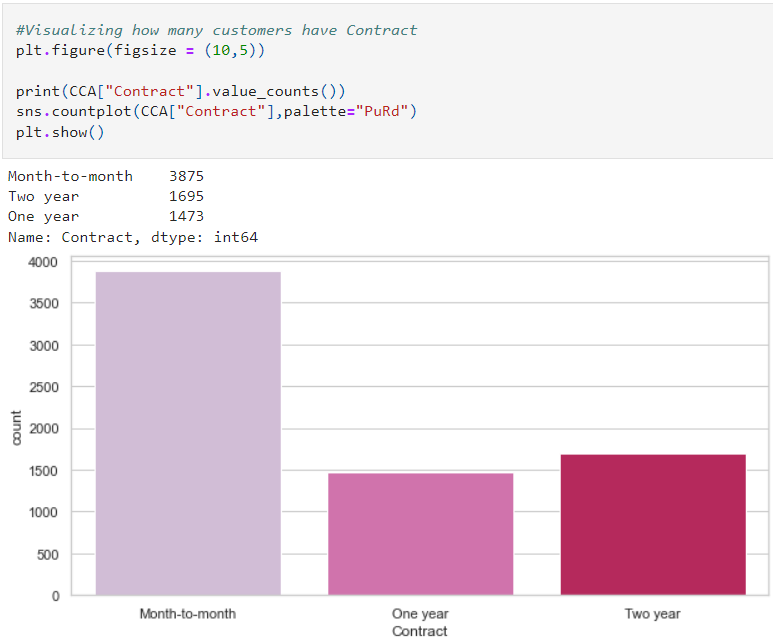 #Visualizing how many customers have Contract
plt.figure(figsize = (10,5))
print(CCA["Contract"].value_counts())
sns.countplot(CCA["Contract"],palette="PuRd")
plt.show()
Month-to-month    3875
Two year          1695
One year          1473
Name: Contract, dtype: int64
4000
3500
3000
2500
2000
1500
1000
500
0
count
Month-to-month One year Two year
Contract